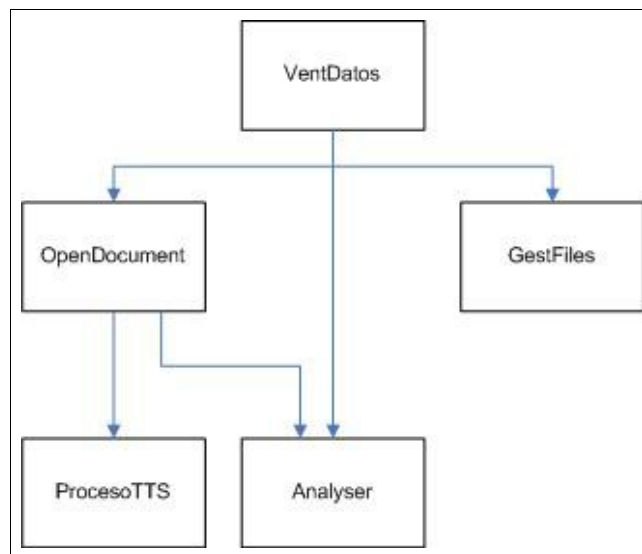 VentDatos
OpenDocument
GestFiles
ProcesoTTS
Analyser